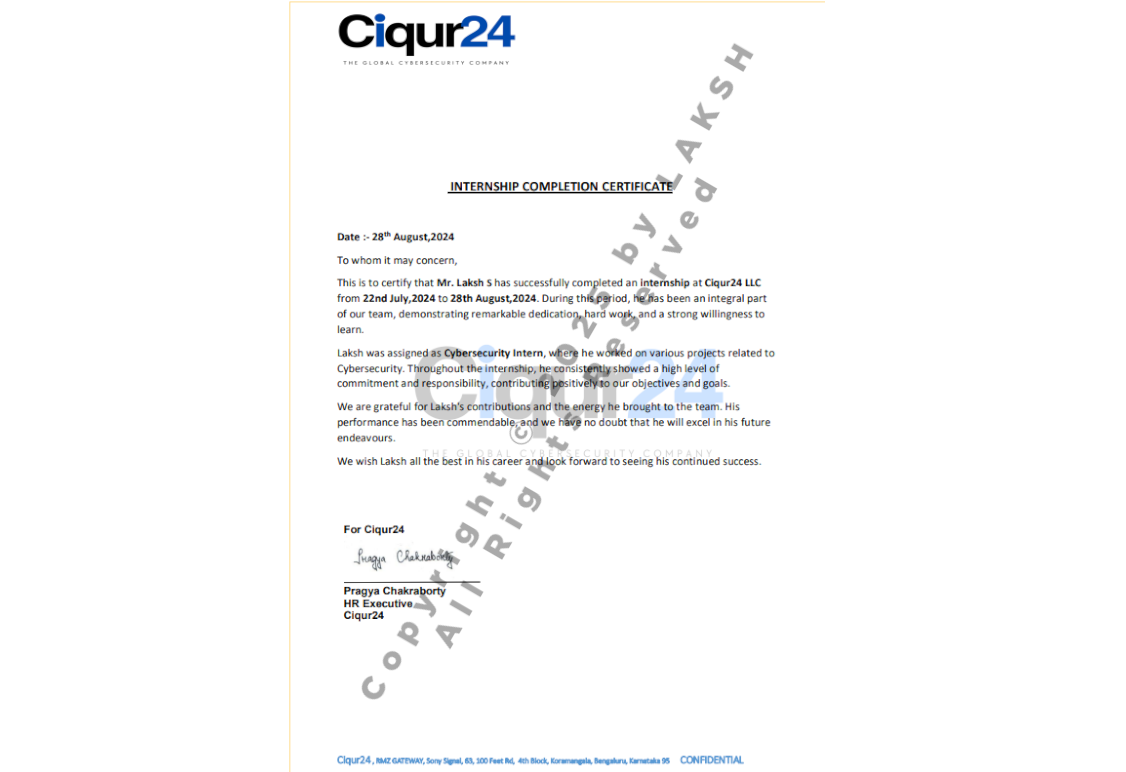 Ciqur24
THE GLOBAL CYBERSECURITY COMPANY
INTERNSHIP COMPLETION CERTIFICATE
Date :- 28th August,2024
To whom it may concern,
This is to certify that Mr. Laksh S has successfully completed an internship at Ciqur24 LLC
from 22nd July,2024 to 28th August,2024. During this period, he has been an integral part
of our team, demonstrating remarkable dedication, hard work, and a strong willingness to
learn.
Laksh was assigned as Cybersecurity Intern, where he worked on various projects related to
Cybersecurity. Throughout the internship, he consistently showed a high level of
commitment and responsibility, contributing positively to our objectives and goals.
We are grateful for Laksh's contributions and the energy he brought to the team. His
performance has been commendable, and we have no doubt that he will excel in his future
endeavours.
We wish Laksh all the best in his career and look forward to seeing his continued success.
Ciqur24
THE GLOBAL CYBERSECURITY COMPANY
Copyright © 2025 by LAKSH
All Rights Reserved
For Ciqur24
Pragya Chakraborty
Pragya Chakraborty
HR Executive
Ciqur24
Ciqur24, RMZ GATEWAY, Sony Signal, 63, 100 Feet Rd, 4th Block, Koramangala, Bengaluru, Karnataka 95 CONFIDENTIAL